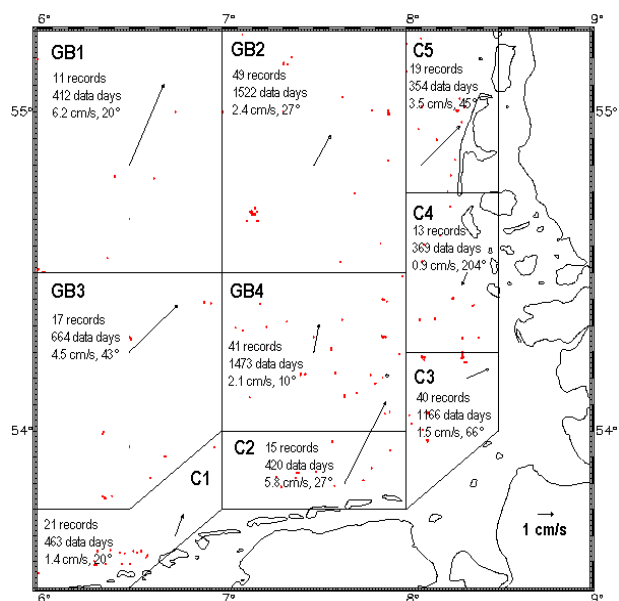 6° 7° 8° 9°
GB1
11 records
412 data days
6.2 cm/s, 20°
GB2
49 records
1522 data days
2.4 cm/s, 27°
C5
19 records
354 data days
3.5 cm/s, 45°
55°
C4
13 records
369 data days
0.9 cm/s, 204°
GB3
17 records
664 data days
4.5 cm/s, 43°
GB4
41 records
1473 data days
2.1 cm/s, 10°
C3
40 records
1166 data days
1.5 cm/s, 66°
54°
C2
15 records
420 data days
5.8 cm/s, 27°
C1
21 records
463 data days
1.4 cm/s, 20°
1 cm/s
6° 7° 8° 9°